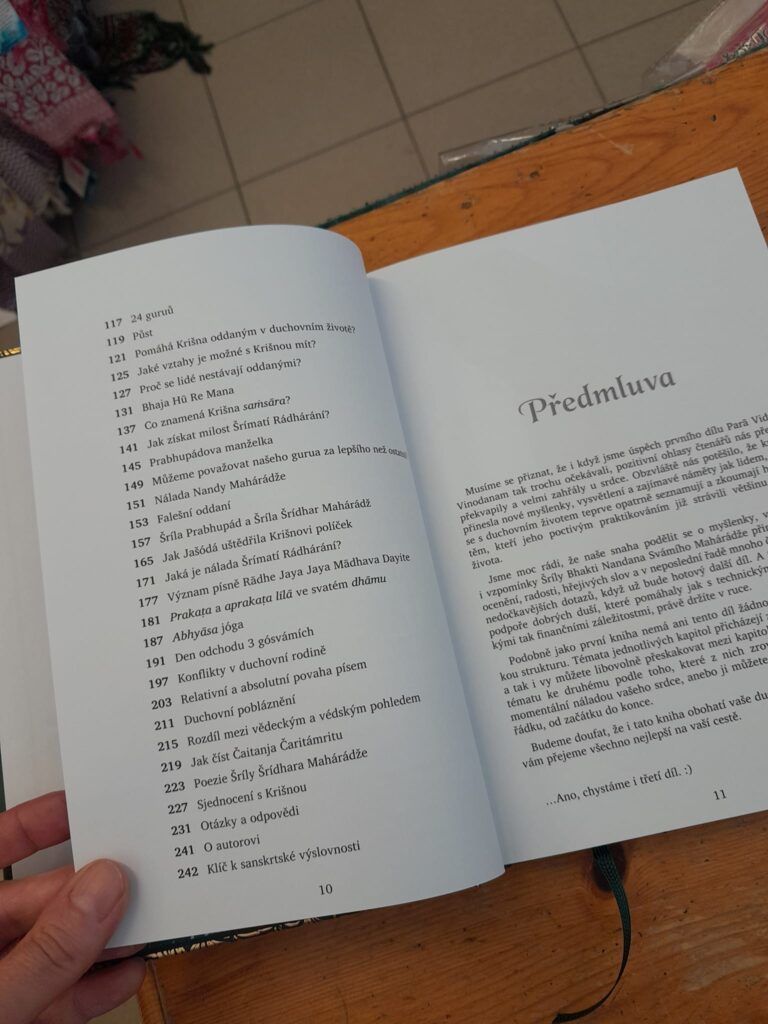 117 24 guruů
119 Půst
121 Pomáhá Krišna oddaným v duchovním životě?
125 Jaké vztahy je možné s Krišnou mít?
127 Proč se lidé nestávají oddanými?
131 Bhaja Hū Re Mana
137 Co znamená Krišna saṁsāra?
141 Jak získat milost Šrímatí Rádhárání?
145 Prabhupádova manželka
149 Můžeme považovat našeho gurua za lepšího než
151 Nálada Nandy Mahárádže
153 Falešní oddaní
157 Šríla Prabhupád a Šríla Šrídhar Mahárádž
165 Jak Jašódá uštědřila Krišnovi políček
171 Jaká je nálada Šrímatí Rádhárání?
177 Význam písně Rādhe Jaya Jaya Mādhava Dayite
181 Prakaṭa a aprakaṭa līlā ve svatém dhāmu
187 Abhyāsa jóga
191 Den odchodu 3 gósvámích
197 Konflikty v duchovní rodině
203 Relativní a absolutní povaha písem
211 Duchovní pobláznění
215 Rozdíl mezi vědeckým a védským pohledem
219 Jak číst Čaitanja Čaritámritu
223 Poezie Šríly Šrídhara Mahárádže
227 Sjednocení s Krišnou
231 Otázky a odpovědi
241 O autorovi
242 Klíč k sanskrtské výslovnosti
10
Předmluva
Musíme se přiznat, že i když jsme úspěch prvního dílu Parā
Vinodanam tak trochu očekávali, pozitivní ohlasy čtenářů nás
překvapily a velmi zahřály u srdce. Obzvláště nás potěšilo, že
přinesla nové myšlenky, vysvětlení a zajímavé náměty jak lidem,
se s duchovním životem teprve opatrně seznamují a zkoumají
těm, kteří jeho poctivým praktikováním již strávili většinu
života.
Jsme moc rádi, že naše snaha podělit se o myšlenky,
i vzpomínky Šríly Bhakti Nandana Svámího Mahárádže
ocenění, radosti, hřejivých slov a v neposlední řadě mnoho
nedočkavějších dotazů, když už bude hotový další díl. A
podpoře dobrých duší, které pomáhaly jak s technickým
kými tak finančními záležitostmi, právě držíte v ruce.
Podobně jako první kniha nemá ani tento díl žádno
kou strukturu. Témata jednotlivých kapitol přicházejí
a tak i vy můžete libovolně přeskakovat mezi
tématu ke druhému podle toho, které z nich
momentální náladou vašeho srdce, anebo ji můžete
řádku, od začátku do konce.
Budeme doufat, že i tato kniha obohatí vaše
vám přejeme všechno nejlepší na vaší cestě.
…Ano, chystáme i třetí díl. :)
11